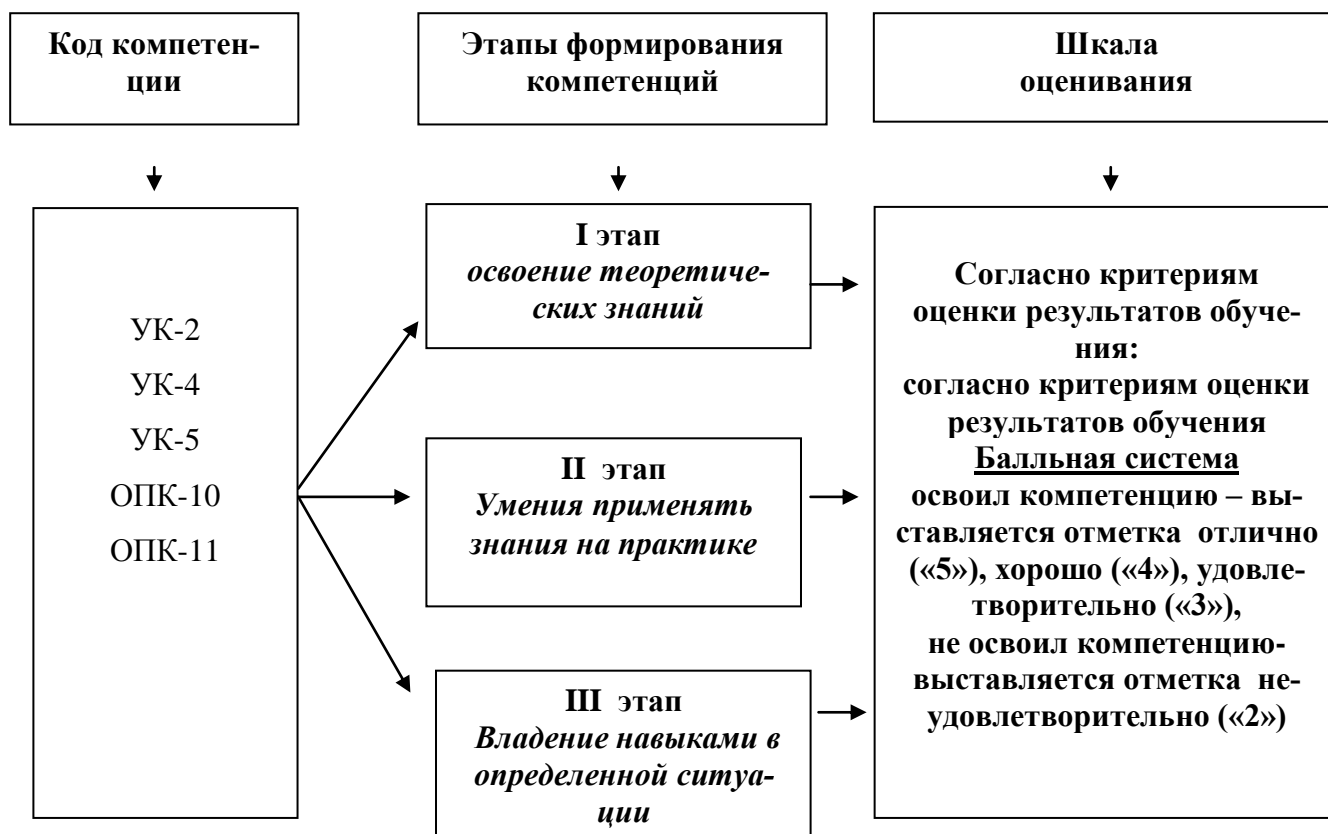 Код компетен-
ции
Этапы формирования
компетенций
Шкала
оценивания
УК-2
УК-4
УК-5
ОПК-10
ОПК-11
I этап
освоение теоретиче-
ских знаний
II этап
Умения применять
знания на практике
III этап
Владение навыками в
определенной ситуа-
ции
Согласно критериям
оценки результатов обуче-
ния:
согласно критериям оценки
результатов обучения
Балльная система
освоил компетенцию – вы-
ставляется отметка отлично
(«5»), хорошо («4»), удовле-
творительно («3»),
не освоил компетенцию-
выставляется отметка не-
удовлетворительно («2»)